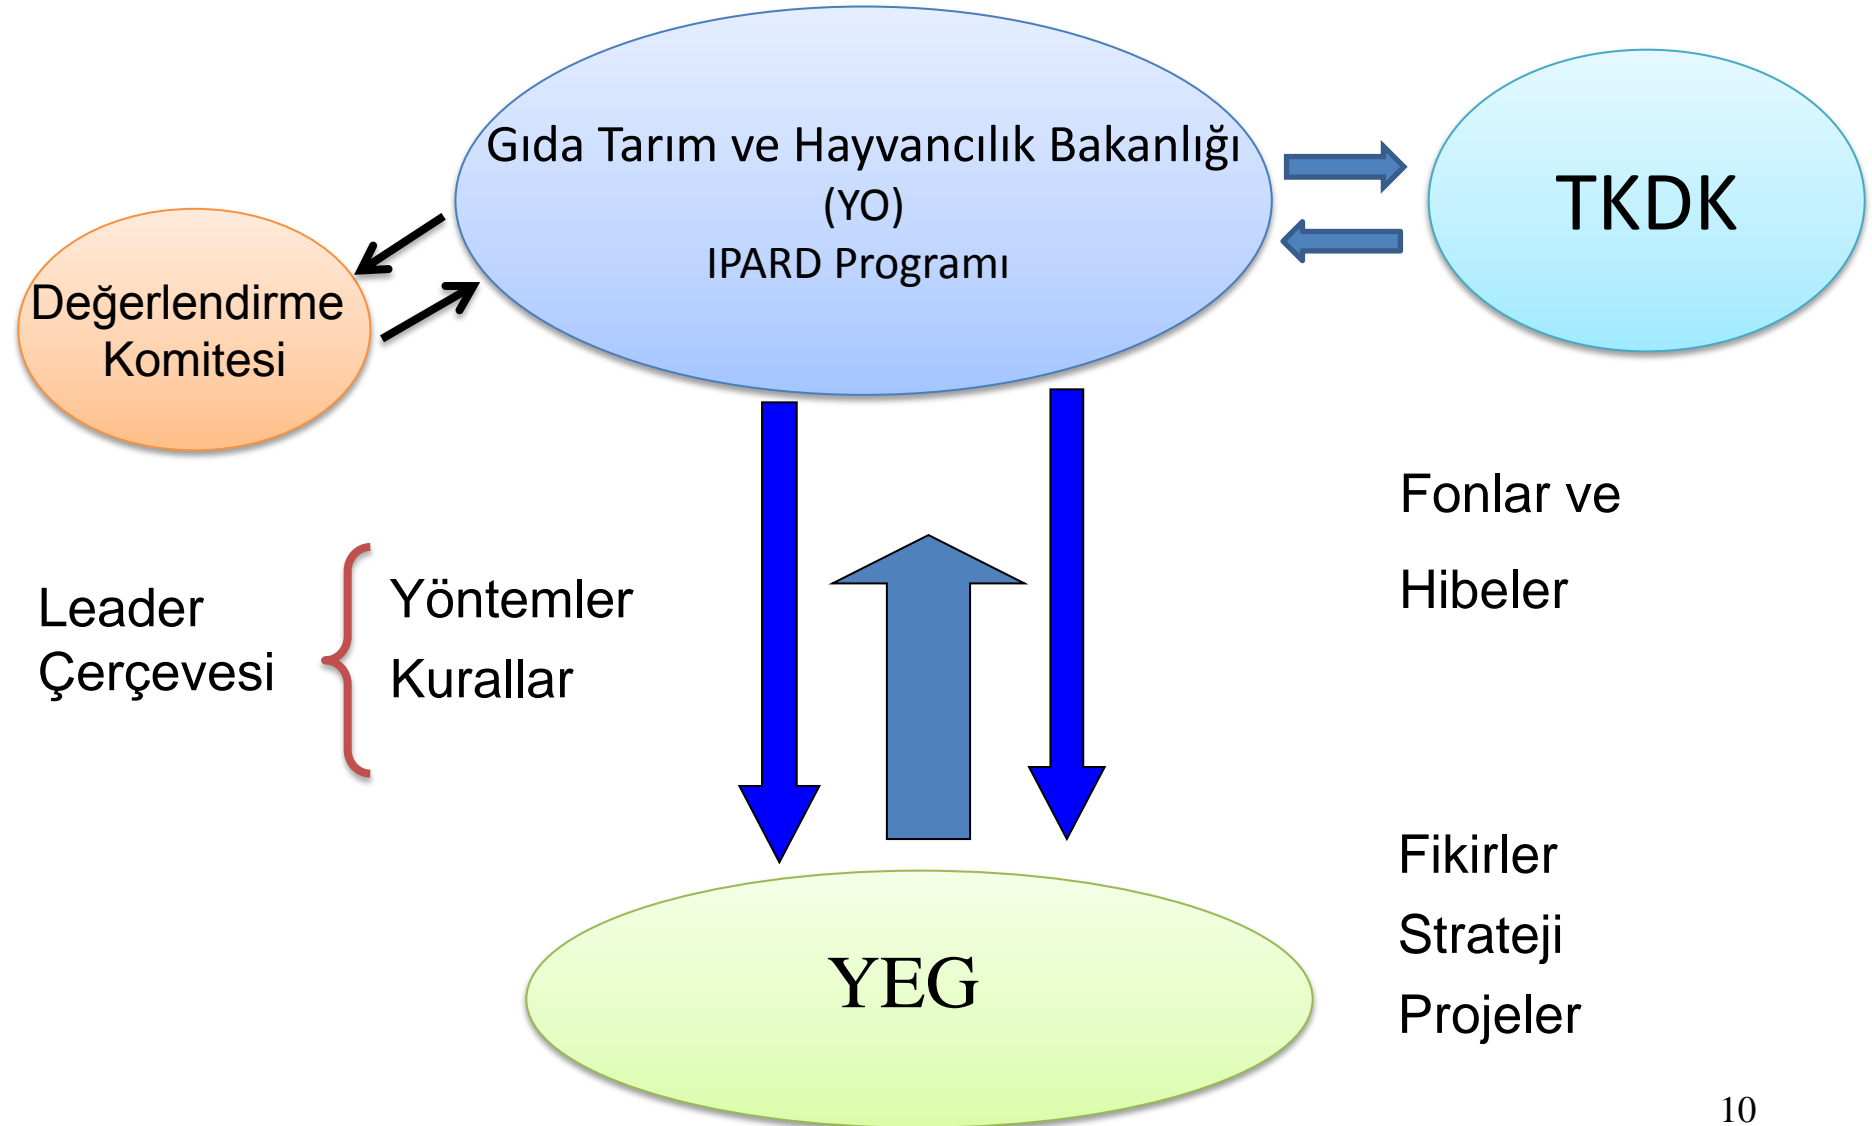 Gıda Tarım ve Hayvancılık Bakanlığı
(YO)
IPARD Programı
TKDK
Değerlendirme
Komitesi
Leader
Çerçevesi
Yöntemler
Kurallar
Fonlar ve
Hibeler
Fikirler
Strateji
Projeler
YEG
10